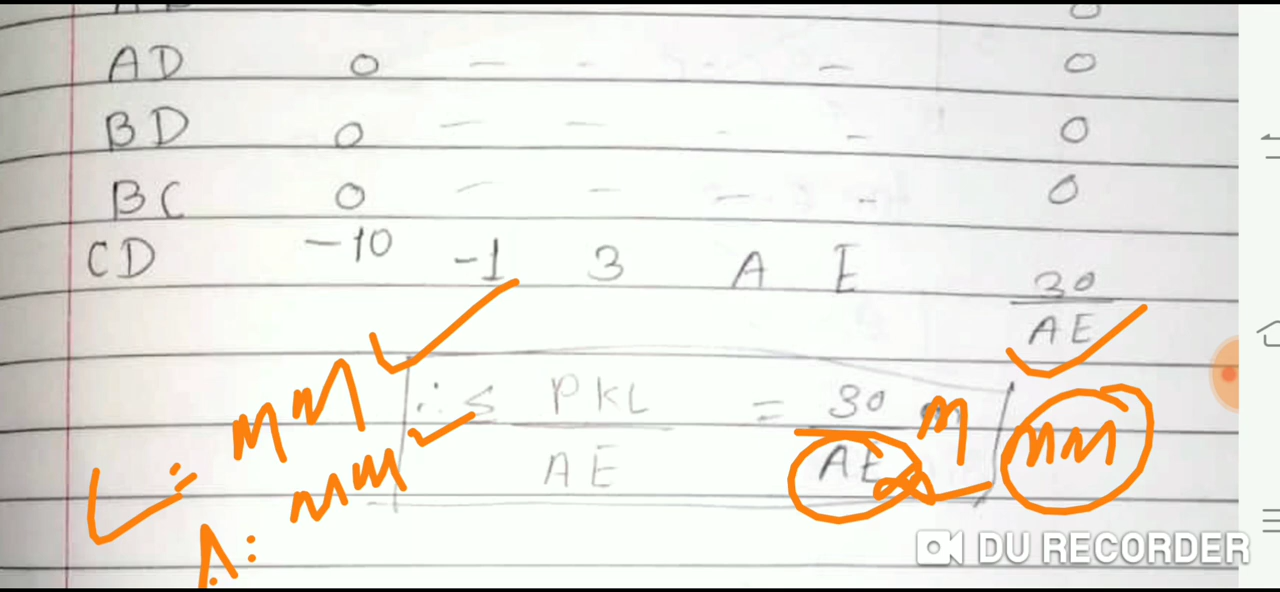 AD 0 - - - - 0
BD 0 - - - - 0
BC 0 - - - - 0
CD -10 -1 3 A E 30/AE
∴ ≤ PKL/AE = 30/AE m mm
L: mm
A: mm
DU RECORDER